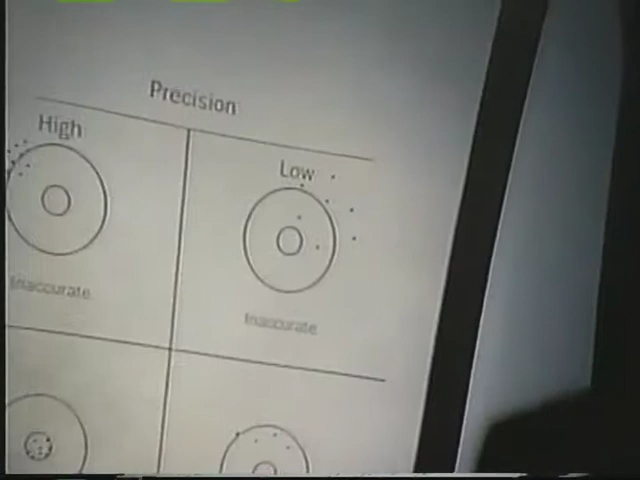 Precision
High
Low
Inaccurate
Inaccurate